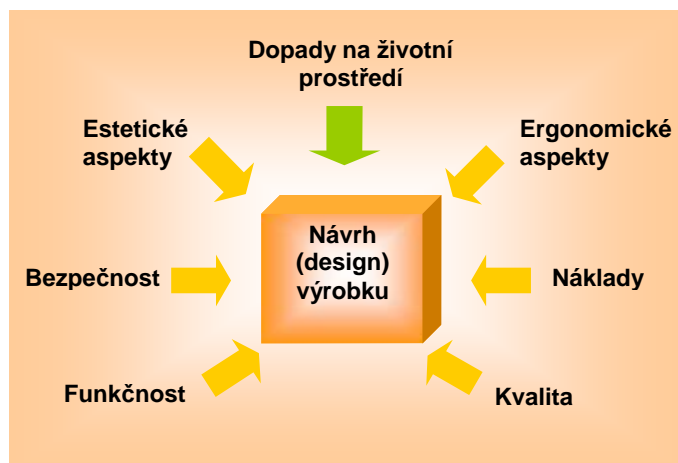 Dopady na životní
prostředí
Estetické
aspekty
Ergonomické
aspekty
Návrh
(design)
výrobku
Bezpečnost
Náklady
Funkčnost
Kvalita